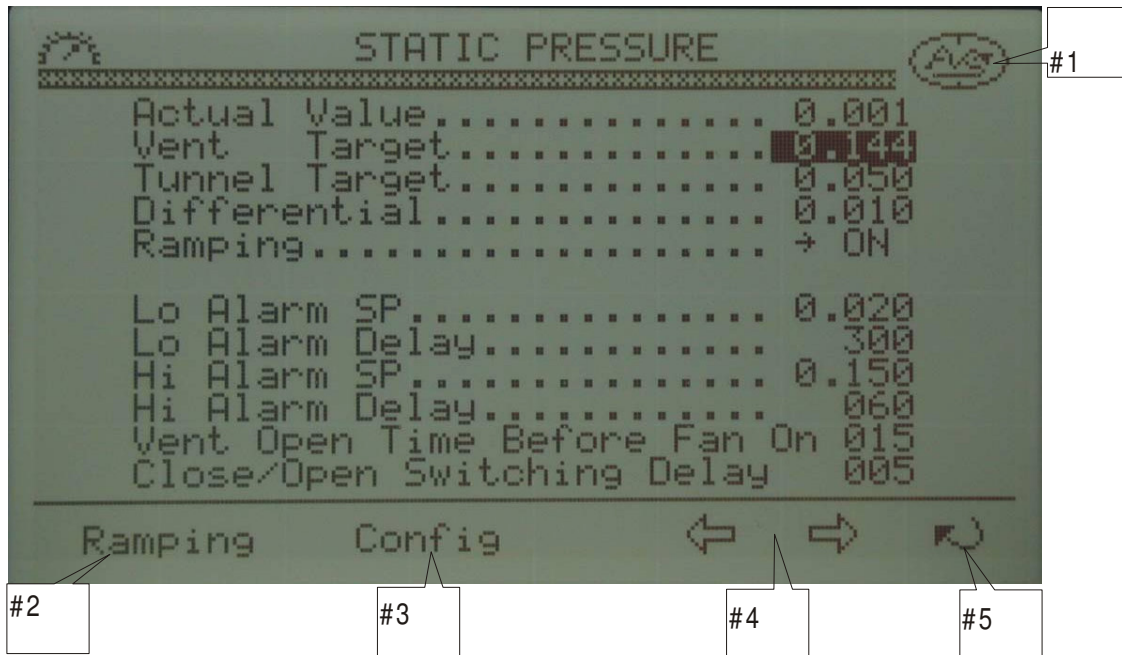 STATIC PRESSURE
#1
Actual Value.............. 0.001
Vent Target............. 0.144
Tunnel Target............. 0.050
Differential.............. 0.010
Ramping................... → ON
Lo Alarm SP............... 0.020
Lo Alarm Delay............ 300
Hi Alarm SP............... 0.150
Hi Alarm Delay............ 060
Vent Open Time Before Fan On 015
Close/Open Switching Delay 005
Ramping Config
#2 #3 #4 #5